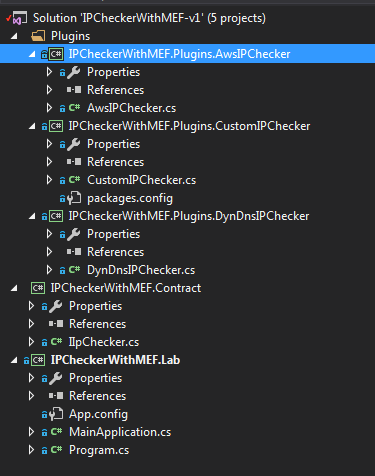 Solution 'IPCheckerWithMEF-v1' (5 projects)
Plugins
C# IPCheckerWithMEF.Plugins.AwsIPChecker
Properties
References
C# AwsIPChecker.cs
C# IPCheckerWithMEF.Plugins.CustomIPChecker
Properties
References
C# CustomIPChecker.cs
packages.config
C# IPCheckerWithMEF.Plugins.DynDnsIPChecker
Properties
References
C# DynDnsIPChecker.cs
C# IPCheckerWithMEF.Contract
Properties
References
C# IIpChecker.cs
C# IPCheckerWithMEF.Lab
Properties
References
App.config
C# MainApplication.cs
C# Program.cs